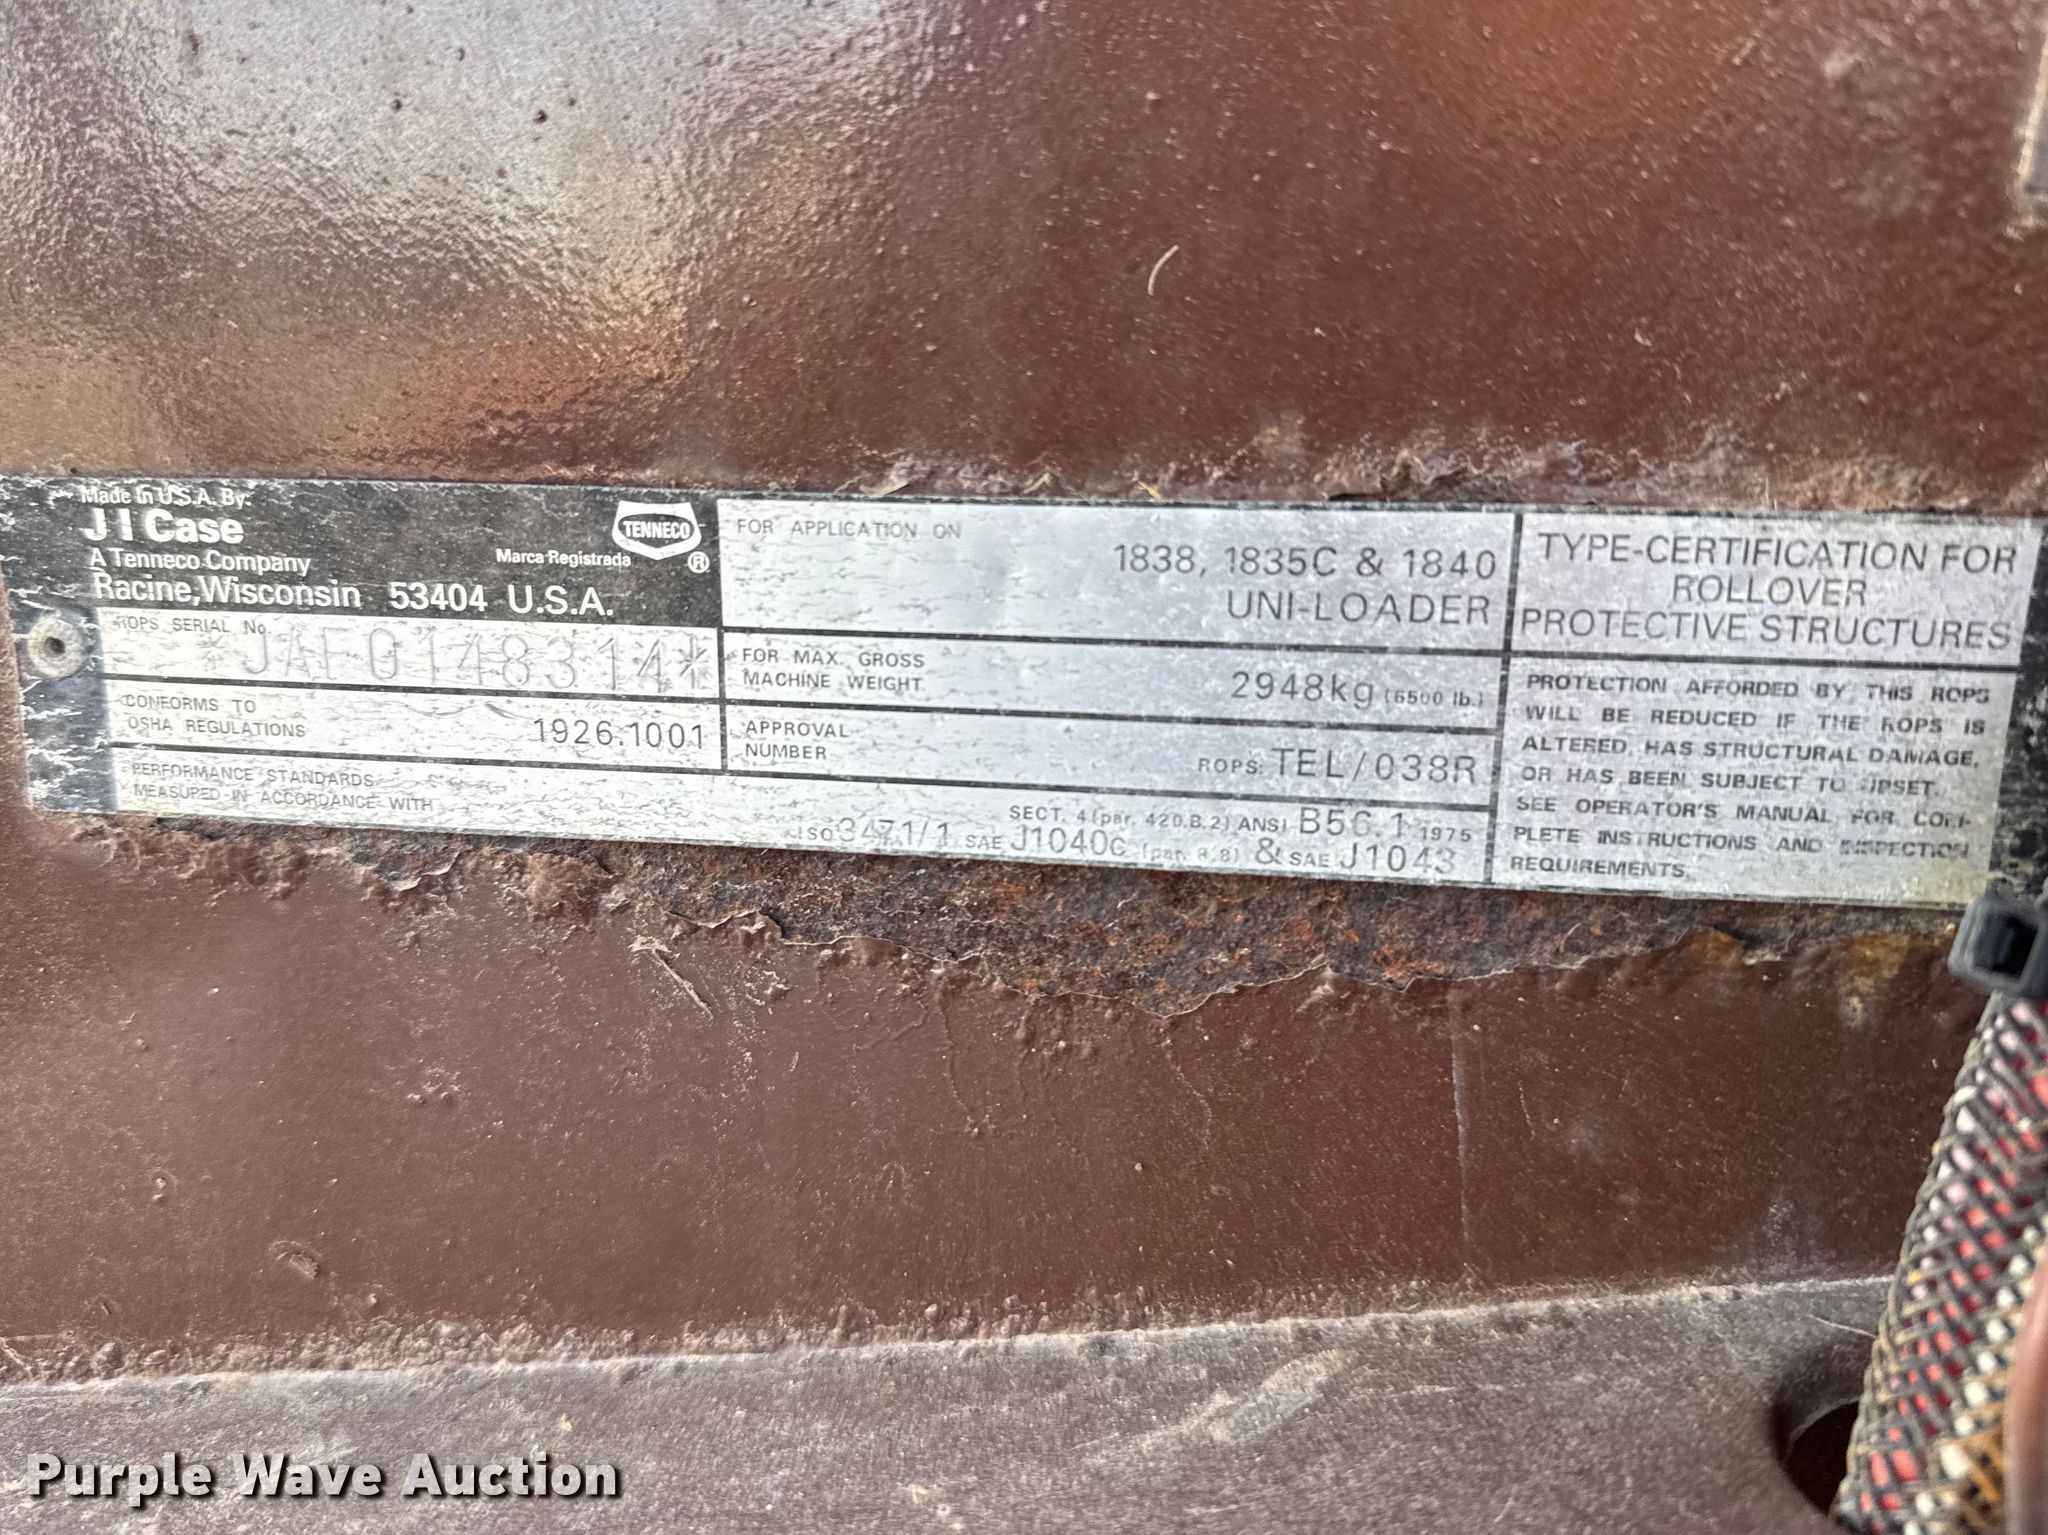 Made in U.S.A. By:
J I Case
A Tenneco Company
Racine, Wisconsin 53404 U.S.A.
TENNECO
Marca Registrada ®
ROPS SERIAL No.
*JAF0148314*
CONFORMS TO
OSHA REGULATIONS 1926.1001
FOR APPLICATION ON
1838, 1835C & 1840
UNI-LOADER
FOR MAX. GROSS
MACHINE WEIGHT 2948kg (6500 lb.)
APPROVAL
NUMBER ROPS: TEL/038R
PERFORMANCE STANDARDS
MEASURED IN ACCORDANCE WITH
SECT. 4 (par. 420.B.2) ANSI B56.1 1975
ISO 3471/1 SAE J1040c (par. 8.8) & SAE J1043
TYPE-CERTIFICATION FOR
ROLLOVER
PROTECTIVE STRUCTURES
PROTECTION AFFORDED BY THIS ROPS
WILL BE REDUCED IF THE ROPS IS
ALTERED, HAS STRUCTURAL DAMAGE,
OR HAS BEEN SUBJECT TO UPSET.
SEE OPERATOR'S MANUAL FOR COM-
PLETE INSTRUCTIONS AND INSPECTION
REQUIREMENTS.
Purple Wave Auction